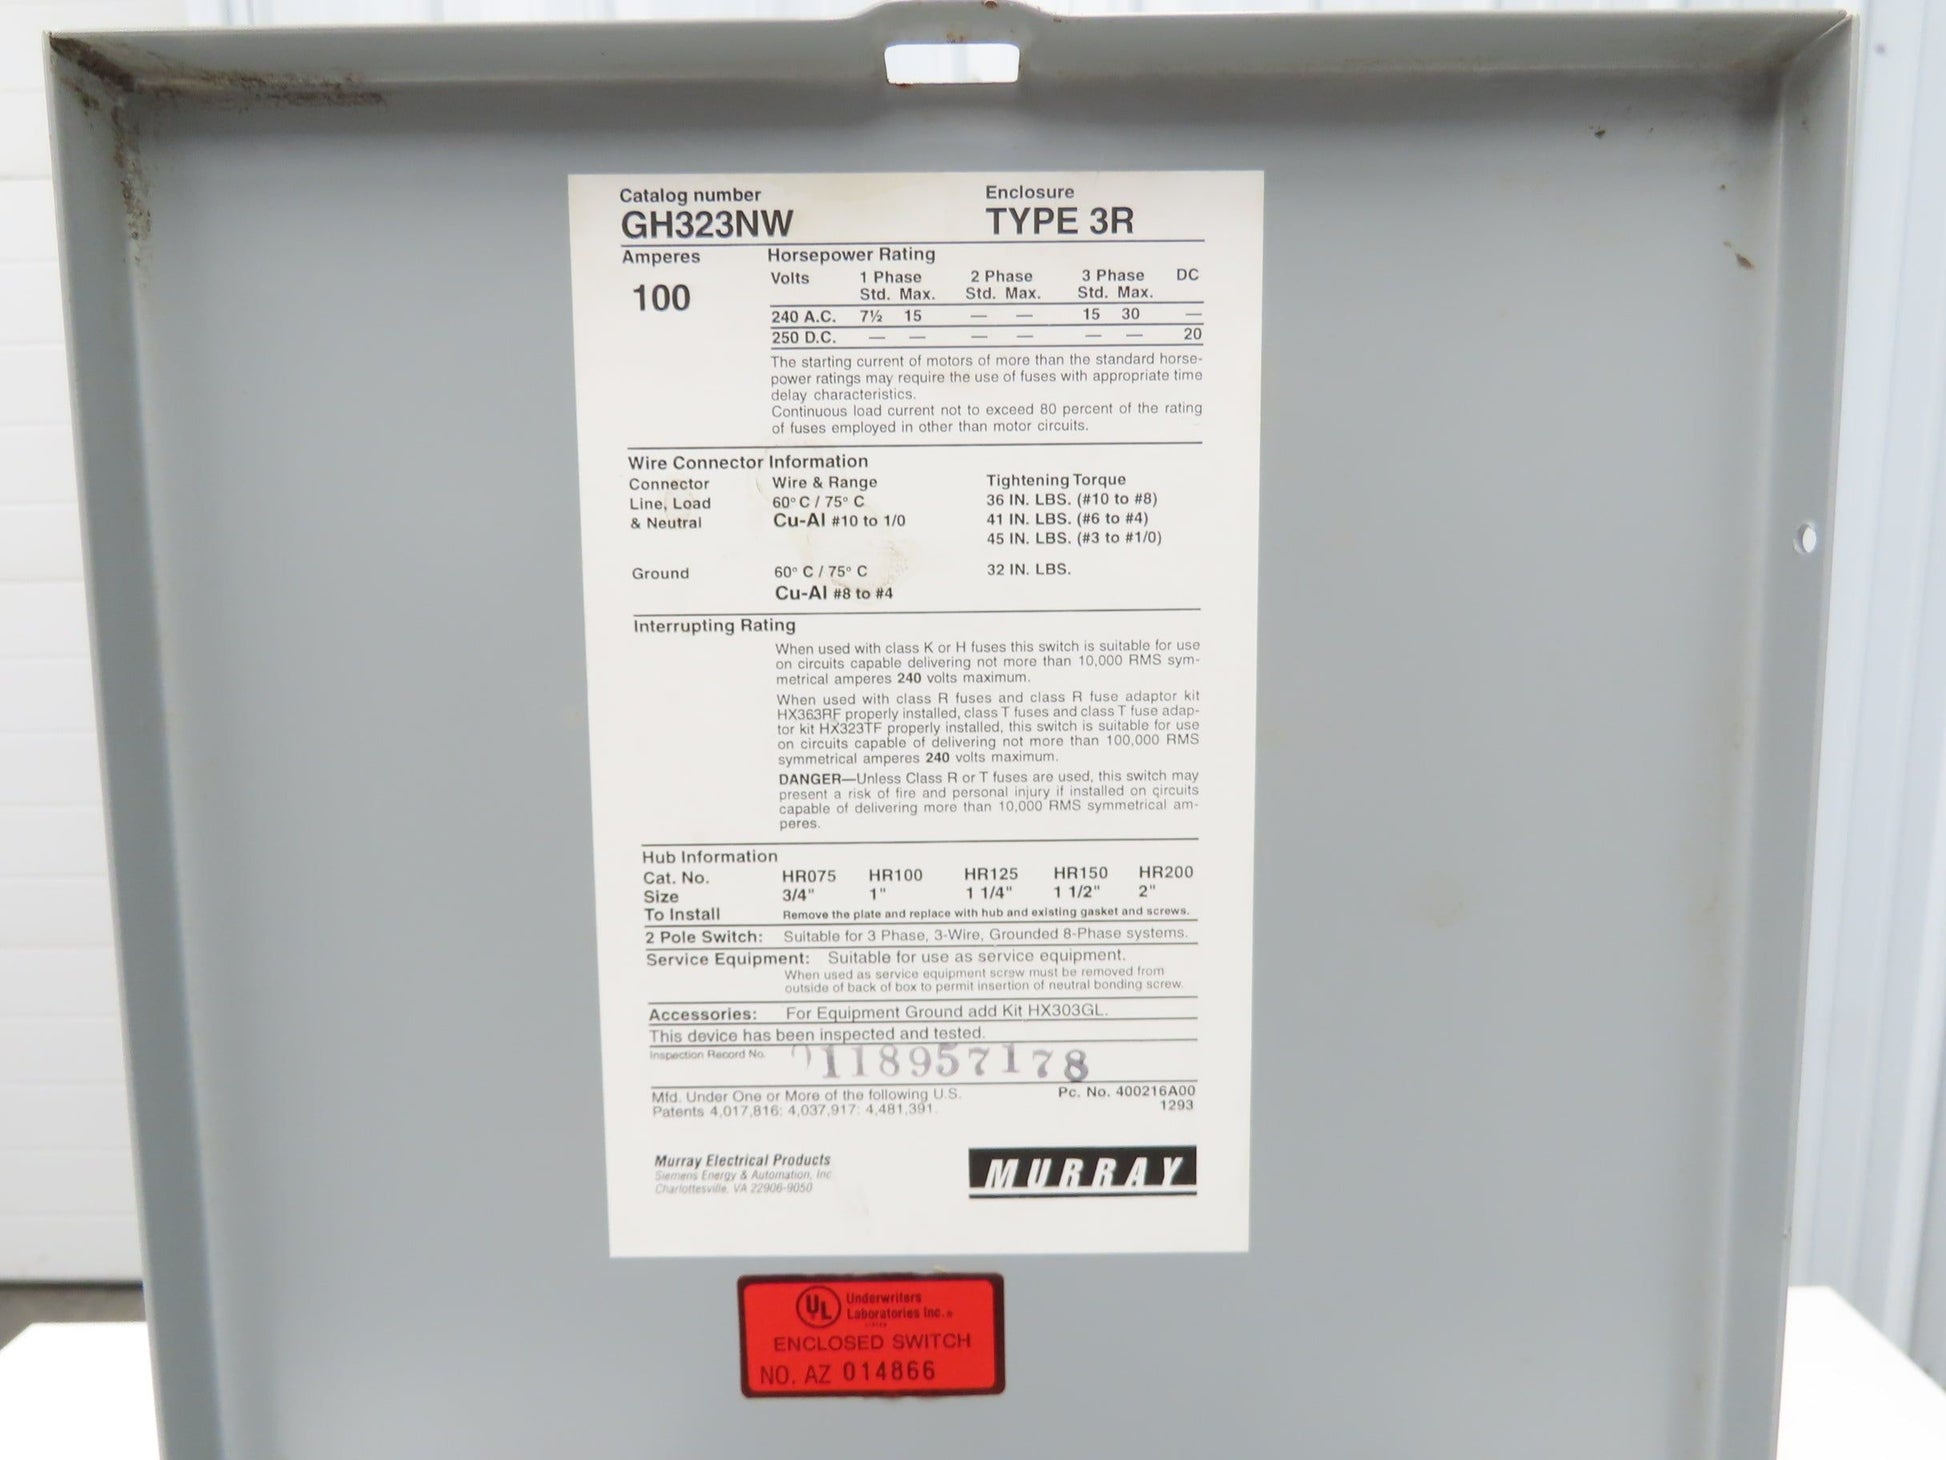 Catalog number Enclosure
GH323NW TYPE 3R
Amperes Horsepower Rating
100
Volts 1 Phase 2 Phase 3 Phase DC
Std. Max. Std. Max. Std. Max.
240 A.C. 7½ 15 — — 15 30 —
250 D.C. — — — — — — 20
The starting current of motors of more than the standard horse-
power ratings may require the use of fuses with appropriate time
delay characteristics.
Continuous load current not to exceed 80 percent of the rating
of fuses employed in other than motor circuits.
Wire Connector Information
Connector Wire & Range Tightening Torque
Line, Load 60° C / 75° C 36 IN. LBS. (#10 to #8)
& Neutral Cu-Al #10 to 1/0 41 IN. LBS. (#6 to #4)
45 IN. LBS. (#3 to #1/0)
Ground 60° C / 75° C 32 IN. LBS.
Cu-Al #8 to #4
Interrupting Rating
When used with class K or H fuses this switch is suitable for use
on circuits capable delivering not more than 10,000 RMS sym-
metrical amperes 240 volts maximum.
When used with class R fuses and class R fuse adaptor kit
HX363RF properly installed, class T fuses and class T fuse adap-
tor kit HX323TF properly installed, this switch is suitable for use
on circuits capable of delivering not more than 100,000 RMS
symmetrical amperes 240 volts maximum.
DANGER—Unless Class R or T fuses are used, this switch may
present a risk of fire and personal injury if installed on circuits
capable of delivering more than 10,000 RMS symmetrical am-
peres.
Hub Information
Cat. No. HR075 HR100 HR125 HR150 HR200
Size 3/4" 1" 1 1/4" 1 1/2" 2"
To Install Remove the plate and replace with hub and existing gasket and screws.
2 Pole Switch: Suitable for 3 Phase, 3-Wire, Grounded 8-Phase systems.
Service Equipment: Suitable for use as service equipment.
When used as service equipment screw must be removed from
outside of back of box to permit insertion of neutral bonding screw.
Accessories: For Equipment Ground add Kit HX303GL.
This device has been inspected and tested.
Inspection Record No. 0118957178
Mfd. Under One or More of the following U.S. Pc. No. 400216A00
Patents 4,017,816: 4,037,917: 4,481,391. 1293
Murray Electrical Products
Siemens Energy & Automation, Inc
Charlottesville, VA 22906-9050
MURRAY
UL Underwriters
Laboratories Inc.®
LISTED
ENCLOSED SWITCH
NO. AZ 014866